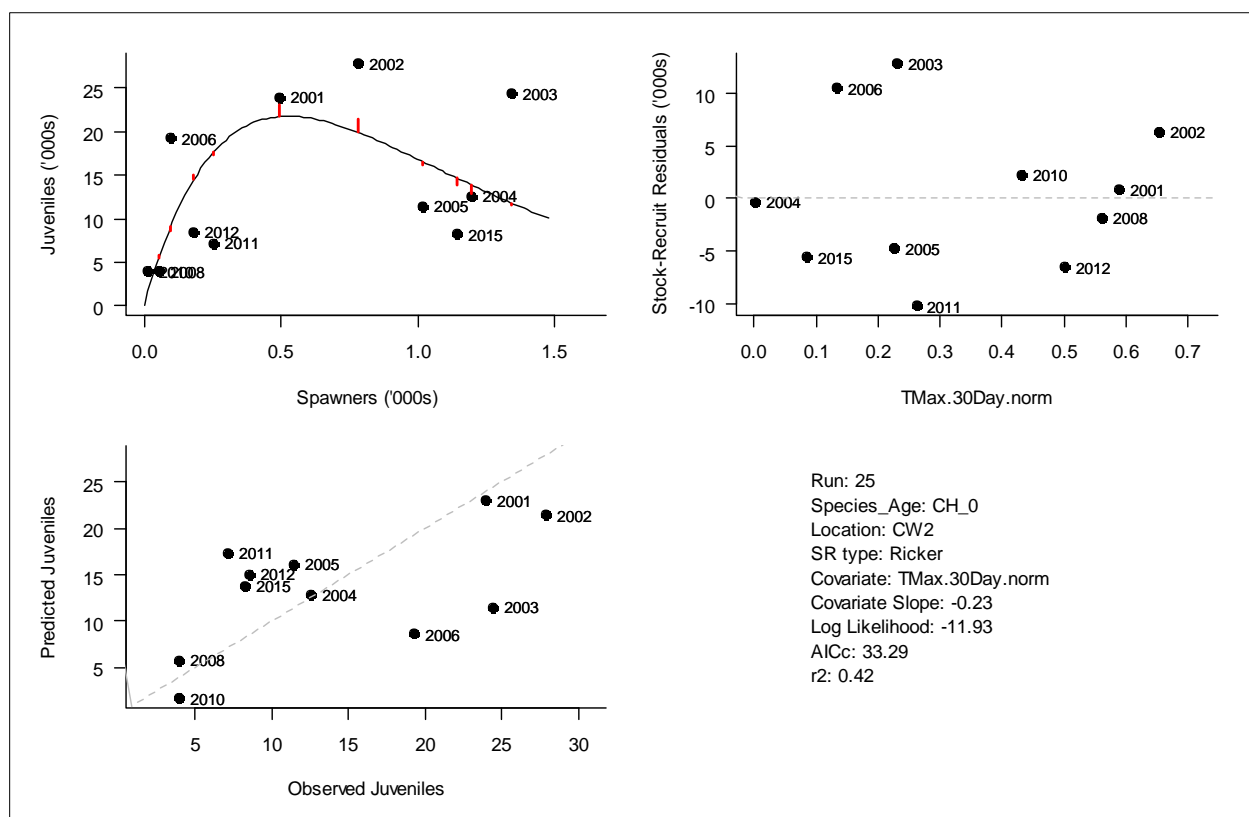 Juveniles ('000s)
25
20
15
10
5
0
2002
2001
2003
2006
2004
2005
2012
2011
2015
2010
2008
0.0 0.5 1.0 1.5
Spawners ('000s)
Stock-Recruit Residuals ('000s)
10
5
0
-5
-10
2003
2006
2002
2010
2001
2004
2008
2005
2015
2012
2011
0.0 0.1 0.2 0.3 0.4 0.5 0.6 0.7
TMax.30Day.norm
Predicted Juveniles
25
20
15
10
5
2001
2002
2011
2005
2012
2015
2004
2003
2006
2008
2010
5 10 15 20 25 30
Observed Juveniles
Run: 25
Species_Age: CH_0
Location: CW2
SR type: Ricker
Covariate: TMax.30Day.norm
Covariate Slope: -0.23
Log Likelihood: -11.93
AICc: 33.29
r2: 0.42